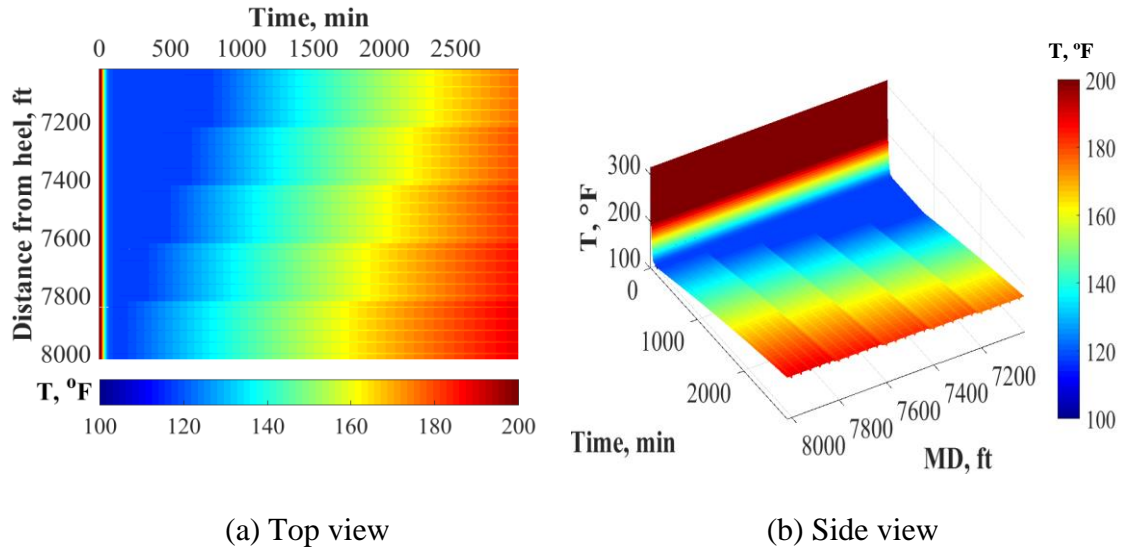 Time, min
0 500 1000 1500 2000 2500
Distance from heel, ft
7200
7400
7600
7800
8000
T, °F
100 120 140 160 180 200
(a) Top view
T, °F
200
180
160
140
120
100
T, °F
300
200
100
0
1000
2000
Time, min
8000
7800
7600
7400
7200
MD, ft
(b) Side view